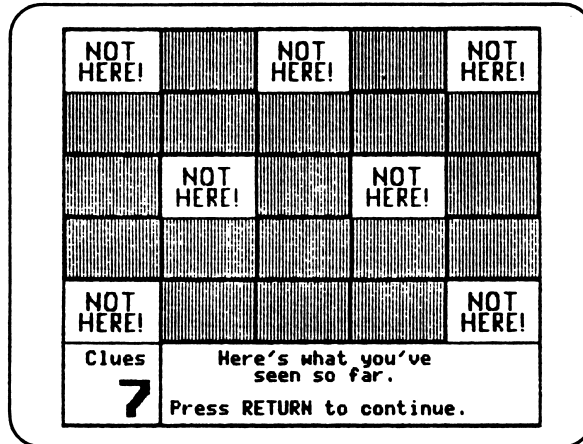 NOT
HERE!
NOT
HERE!
NOT
HERE!
NOT
HERE!
NOT
HERE!
NOT
HERE!
NOT
HERE!
Clues
7
Here's what you've
seen so far.
Press RETURN to continue.